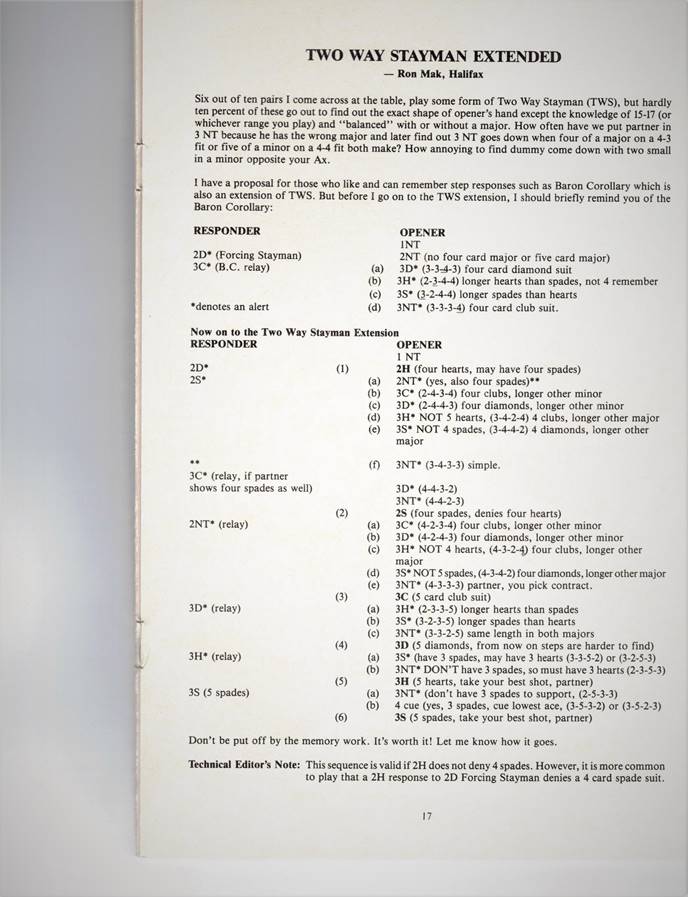 TWO WAY STAYMAN EXTENDED
— Ron Mak, Halifax
Six out of ten pairs I come across at the table, play some form of Two Way Stayman (TWS), but hardly
ten percent of these go out to find out the exact shape of opener's hand except the knowledge of 15-17 (or
whichever range you play) and "balanced" with or without a major. How often have we put partner in
3 NT because he has the wrong major and later find out 3 NT goes down when four of a major on a 4-3
fit or five of a minor on a 4-4 fit both make? How annoying to find dummy come down with two small
in a minor opposite your Ax.
I have a proposal for those who like and can remember step responses such as Baron Corollary which is
also an extension of TWS. But before I go on to the TWS extension, I should briefly remind you of the
Baron Corollary:
RESPONDER OPENER
1NT
2D* (Forcing Stayman) 2NT (no four card major or five card major)
3C* (B.C. relay) (a) 3D* (3-3-4-3) four card diamond suit
(b) 3H* (2-3-4-4) longer hearts than spades, not 4 remember
(c) 3S* (3-2-4-4) longer spades than hearts
*denotes an alert (d) 3NT* (3-3-3-4) four card club suit.
Now on to the Two Way Stayman Extension
RESPONDER OPENER
1 NT
2D* (1) 2H (four hearts, may have four spades)
2S* (a) 2NT* (yes, also four spades)**
(b) 3C* (2-4-3-4) four clubs, longer other minor
(c) 3D* (2-4-4-3) four diamonds, longer other minor
(d) 3H* NOT 5 hearts, (3-4-2-4) 4 clubs, longer other major
(e) 3S* NOT 4 spades, (3-4-4-2) 4 diamonds, longer other
major
** (f) 3NT* (3-4-3-3) simple.
3C* (relay, if partner
shows four spades as well) 3D* (4-4-3-2)
3NT* (4-4-2-3)
(2) 2S (four spades, denies four hearts)
2NT* (relay) (a) 3C* (4-2-3-4) four clubs, longer other minor
(b) 3D* (4-2-4-3) four diamonds, longer other minor
(c) 3H* NOT 4 hearts, (4-3-2-4) four clubs, longer other
major
(d) 3S* NOT 5 spades, (4-3-4-2) four diamonds, longer other major
(e) 3NT* (4-3-3-3) partner, you pick contract.
(3) 3C (5 card club suit)
3D* (relay) (a) 3H* (2-3-3-5) longer hearts than spades
(b) 3S* (3-2-3-5) longer spades than hearts
(c) 3NT* (3-3-2-5) same length in both majors
(4) 3D (5 diamonds, from now on steps are harder to find)
3H* (relay) (a) 3S* (have 3 spades, may have 3 hearts (3-3-5-2) or (3-2-5-3)
(b) 3NT* DON'T have 3 spades, so must have 3 hearts (2-3-5-3)
(5) 3H (5 hearts, take your best shot, partner)
3S (5 spades) (a) 3NT* (don't have 3 spades to support, (2-5-3-3)
(b) 4 cue (yes, 3 spades, cue lowest ace, (3-5-3-2) or (3-5-2-3)
(6) 3S (5 spades, take your best shot, partner)
Don't be put off by the memory work. It's worth it! Let me know how it goes.
Technical Editor's Note: This sequence is valid if 2H does not deny 4 spades. However, it is more common
to play that a 2H response to 2D Forcing Stayman denies a 4 card spade suit.
17